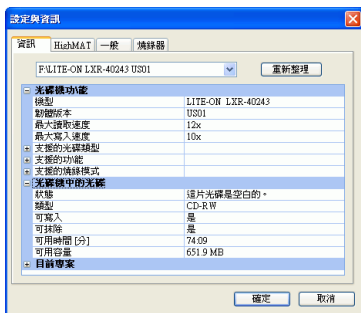 設定與資訊
資訊 HighMAT 一般 燒錄器
F:\LITE-ON LXR-40243 US01 重新整理
光碟機功能
機型 LITE-ON LXR-40243
韌體版本 US01
最大讀取速度 12x
最大寫入速度 10x
支援的光碟類型
支援的功能
支援的燒錄模式
光碟機中的光碟
狀態 這片光碟是空白的。
類型 CD-RW
可寫入 是
可抹除 是
可用時間 [分] 74:09
可用容量 651.9 MB
目前專案
確定 取消